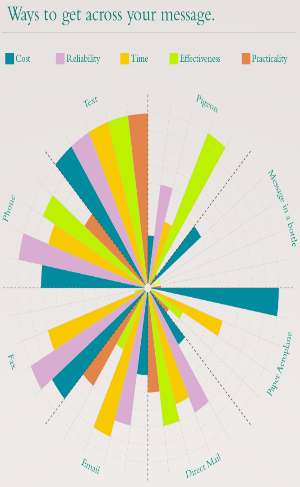 Ways to get across your message.
Cost Reliability Time Effectiveness Practicality
Text
Pigeon
Phone
Message in a bottle
Fax
Paper Aeroplane
Email
Direct Mail